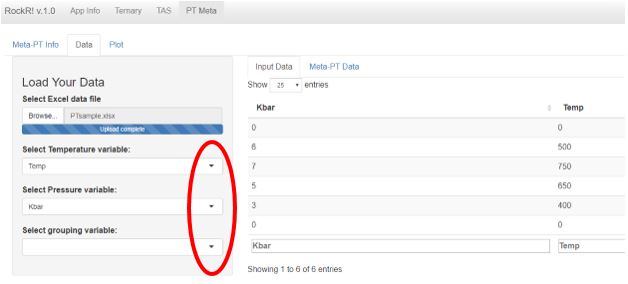 RockR! v.1.0 App Info Ternary TAS PT Meta
Meta-PT Info Data Plot
Load Your Data
Select Excel data file
Browse... PTsample.xlsx
Upload complete
Select Temperature variable:
Temp
Select Pressure variable:
Kbar
Select grouping variable:
Input Data Meta-PT Data
Show 25 entries
Kbar Temp
0 0
6 500
7 750
5 650
3 400
0 0
Kbar Temp
Showing 1 to 6 of 6 entries